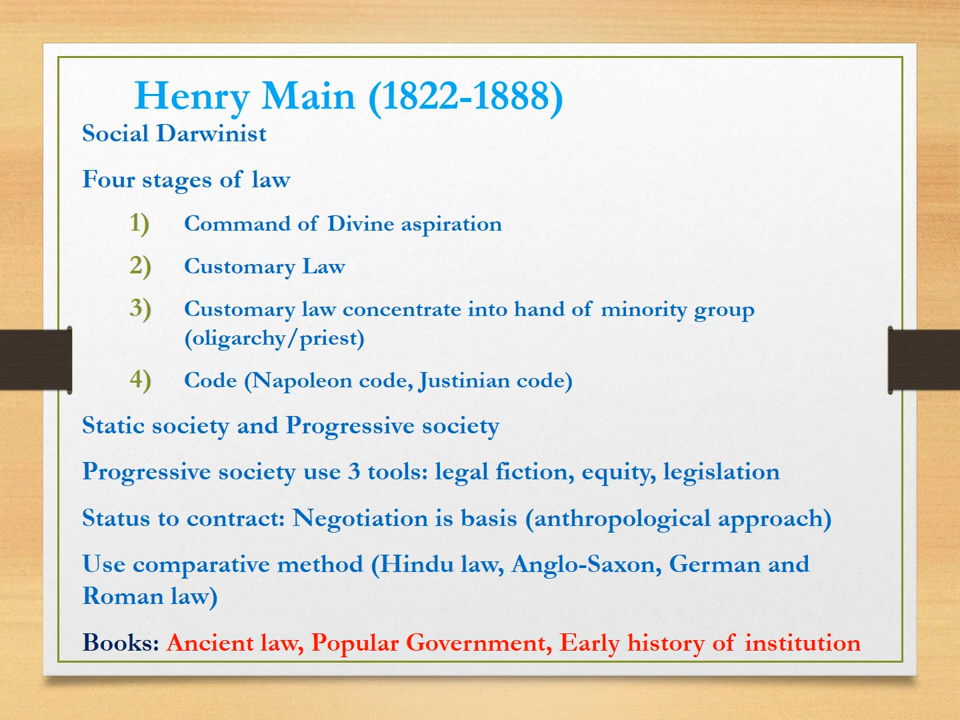 Henry Main (1822-1888)
Social Darwinist
Four stages of law
1) Command of Divine aspiration
2) Customary Law
3) Customary law concentrate into hand of minority group
(oligarchy/priest)
4) Code (Napoleon code, Justinian code)
Static society and Progressive society
Progressive society use 3 tools: legal fiction, equity, legislation
Status to contract: Negotiation is basis (anthropological approach)
Use comparative method (Hindu law, Anglo-Saxon, German and
Roman law)
Books: Ancient law, Popular Government, Early history of institution